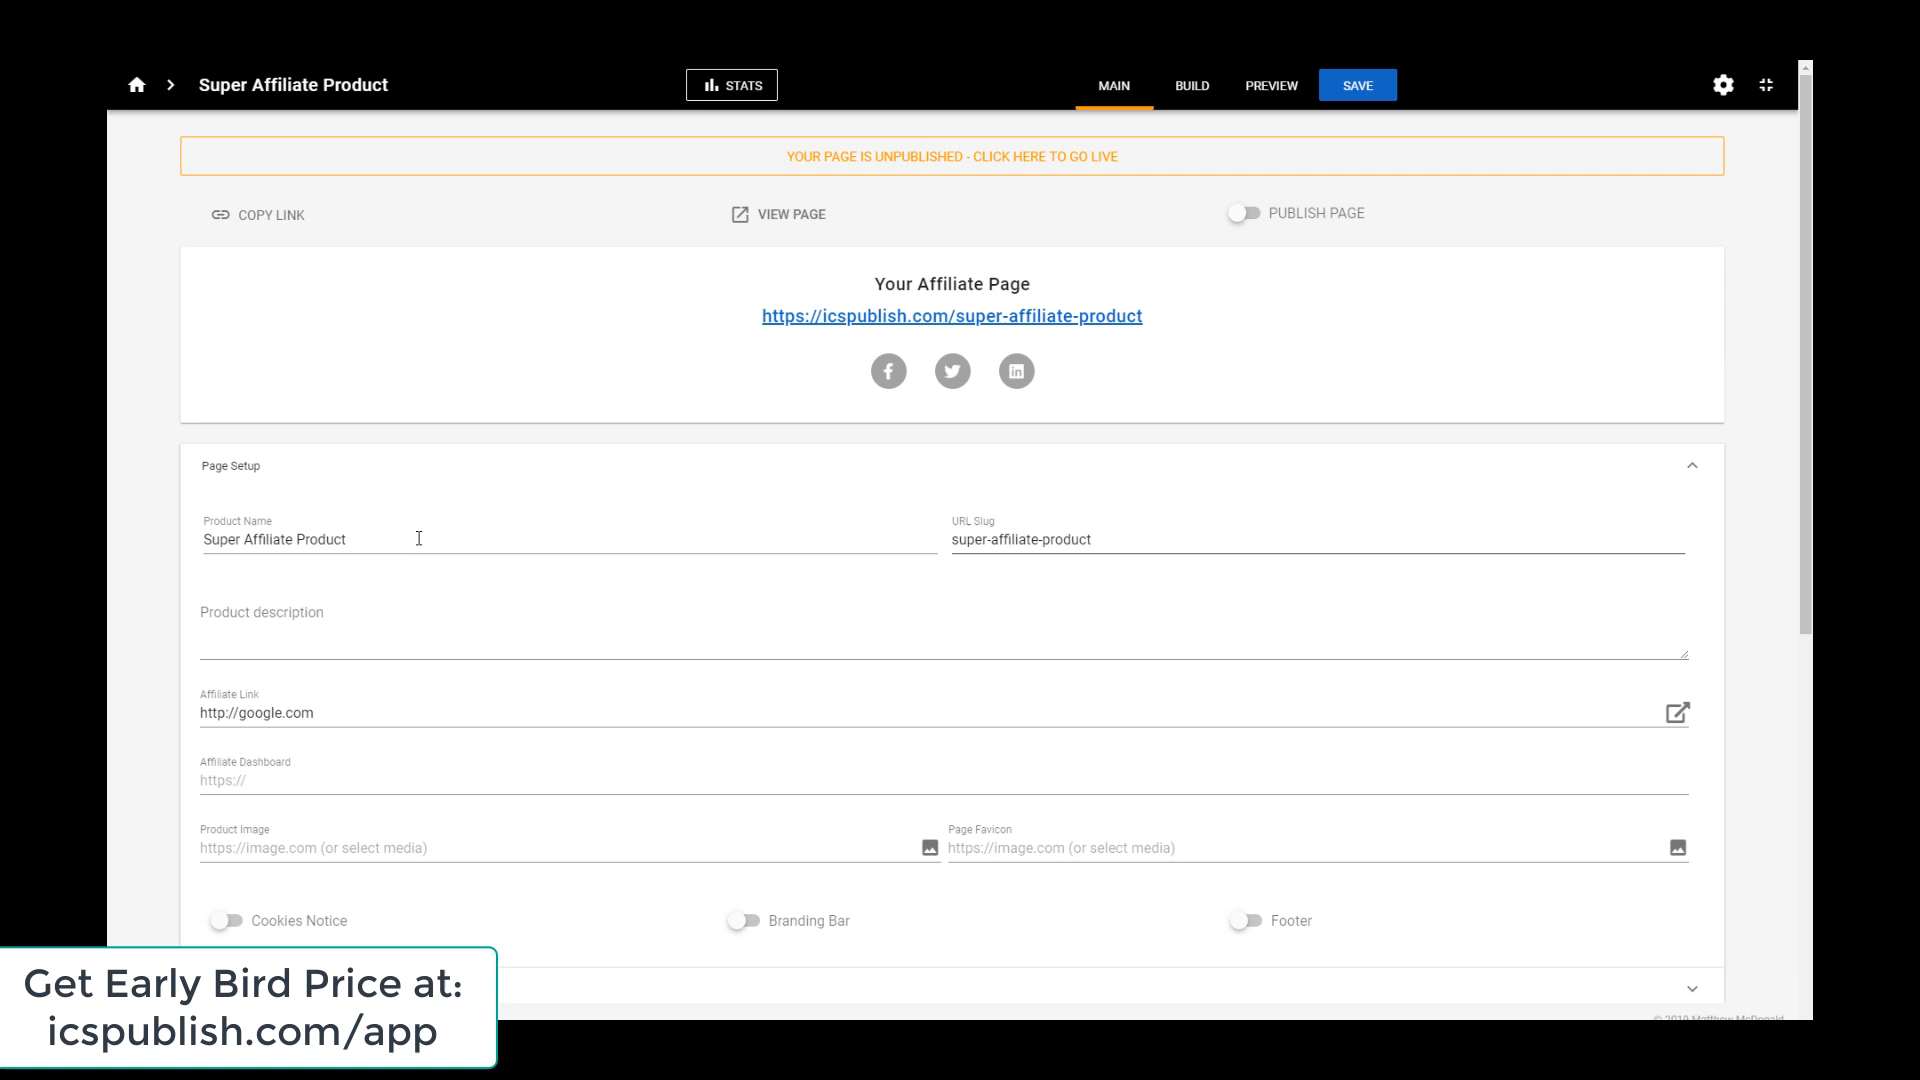 Super Affiliate Product
STATS
MAIN
BUILD
PREVIEW
SAVE
YOUR PAGE IS UNPUBLISHED - CLICK HERE TO GO LIVE
COPY LINK
VIEW PAGE
PUBLISH PAGE
Your Affiliate Page
https://icspublish.com/super-affiliate-product
Page Setup
Product Name
Super Affiliate Product
URL Slug
super-affiliate-product
Product description
Affiliate Link
http://google.com
Affiliate Dashboard
https://
Product Image
https://image.com (or select media)
Page Favicon
https://image.com (or select media)
Cookies Notice
Branding Bar
Footer
© 2019 Matthew McDonald
Get Early Bird Price at:
icspublish.com/app